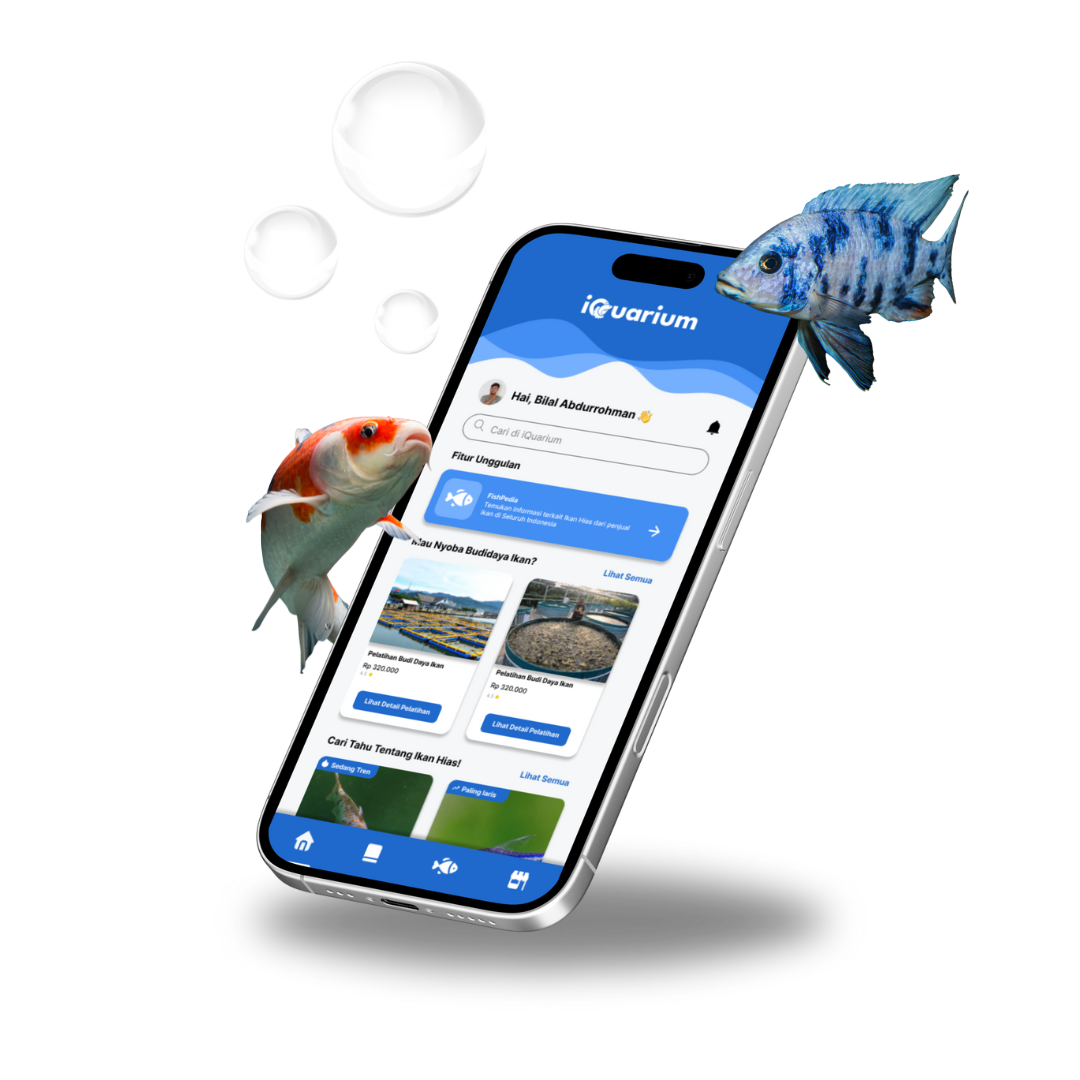 iQuarium
Hai, Bilal Abdurrohman 👋
Cari di iQuarium
Fitur Unggulan
FishPedia
Temukan informasi terkait Ikan Hias dari penjual
Ikan di Seluruh Indonesia
Mau Nyoba Budidaya Ikan?
Lihat Semua
Pelatihan Budi Daya Ikan
Rp 320.000
Lihat Detail Pelatihan
Pelatihan Budi Daya Ikan
Rp 320.000
Lihat Detail Pelatihan
Cari Tahu Tentang Ikan Hias!
Lihat Semua
Sedang Tren
Paling laris